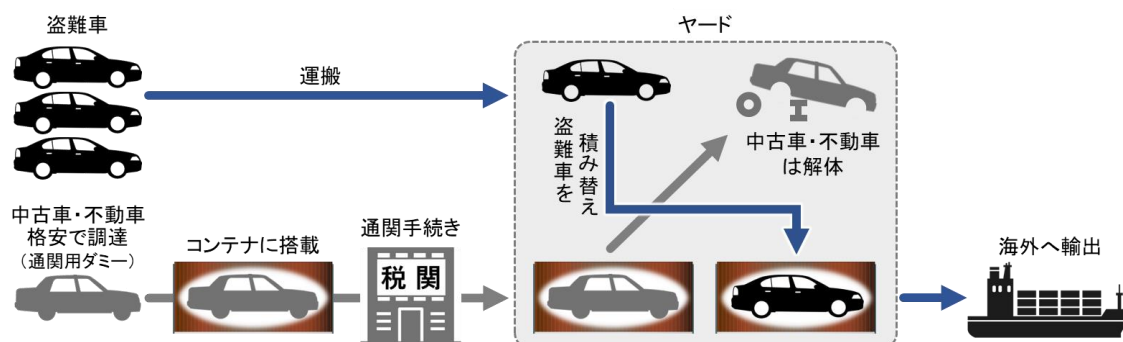 盗難車
運搬
ヤード
盗難車を
積み替え
中古車・不動車
は解体
中古車・不動車
格安で調達
（通関用ダミー）
コンテナに搭載
通関手続き
税関
海外へ輸出